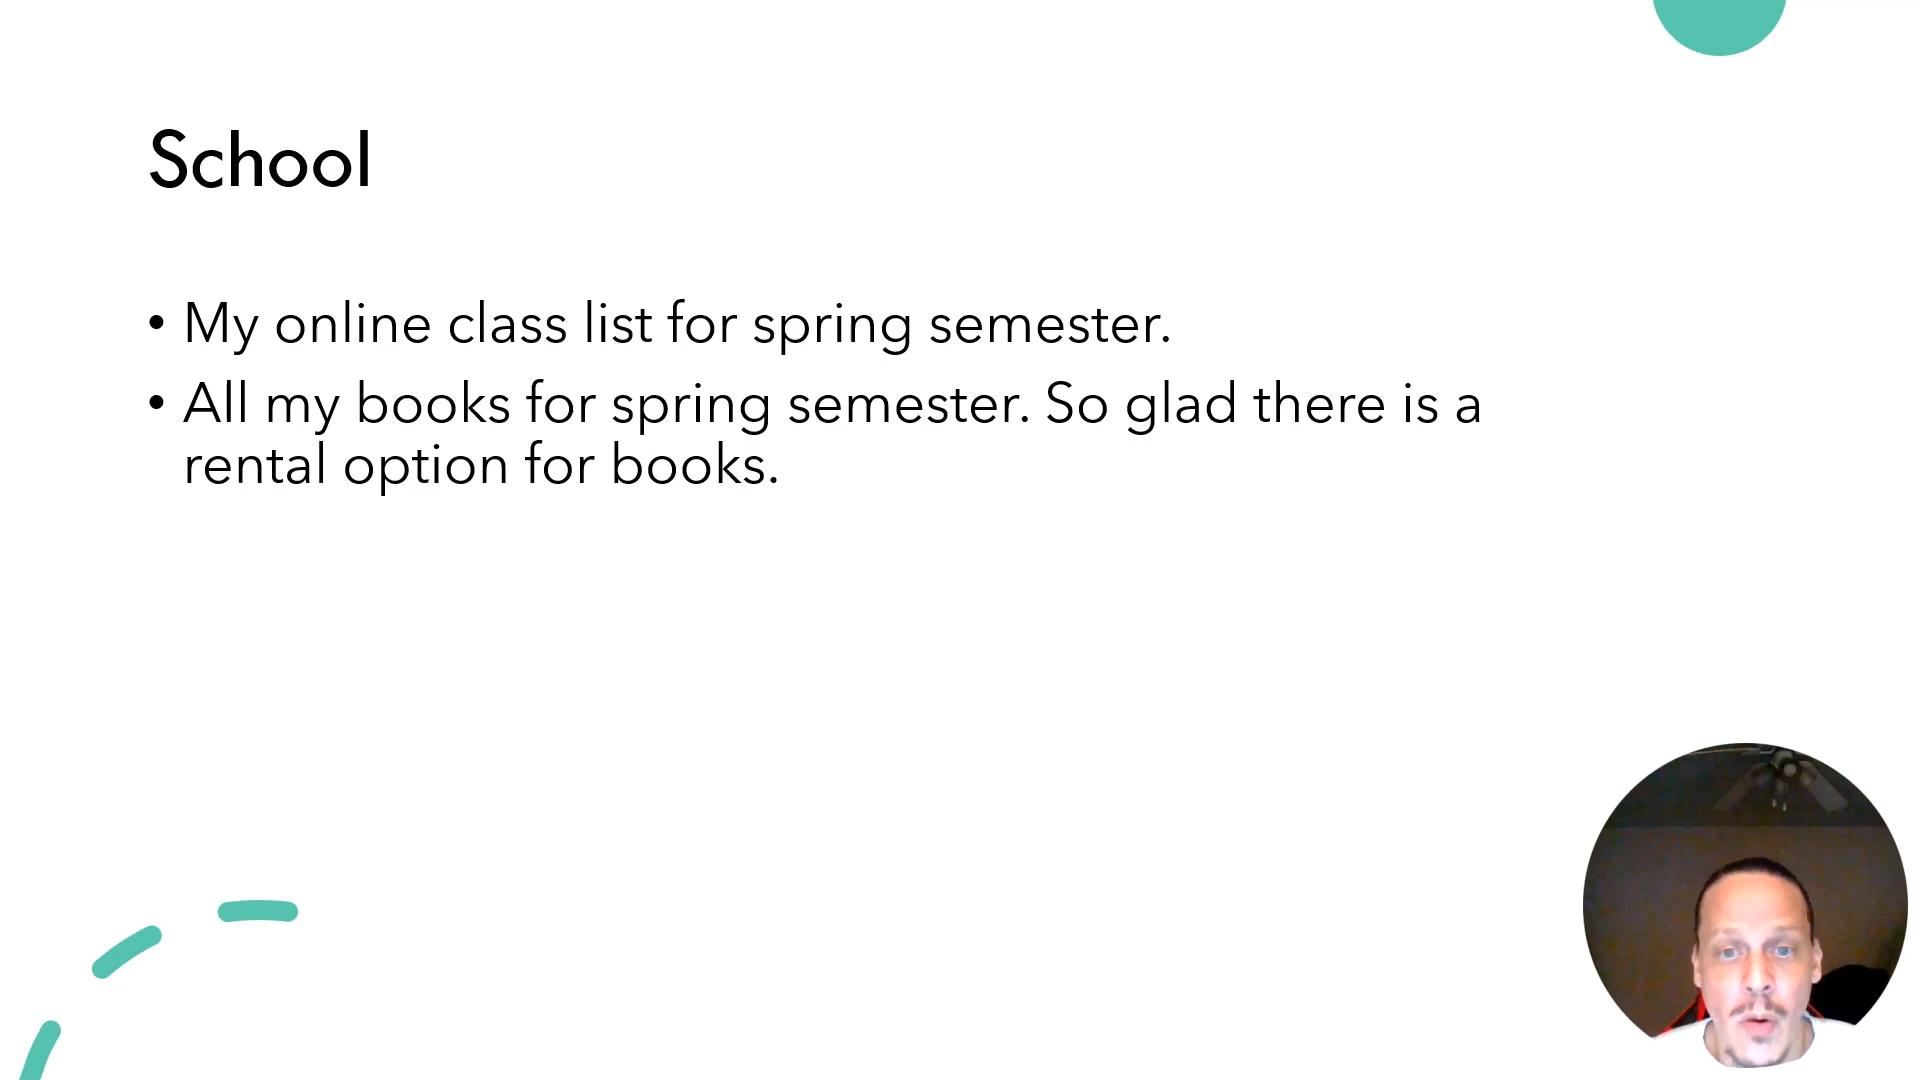 School
• My online class list for spring semester.
• All my books for spring semester. So glad there is a
rental option for books.